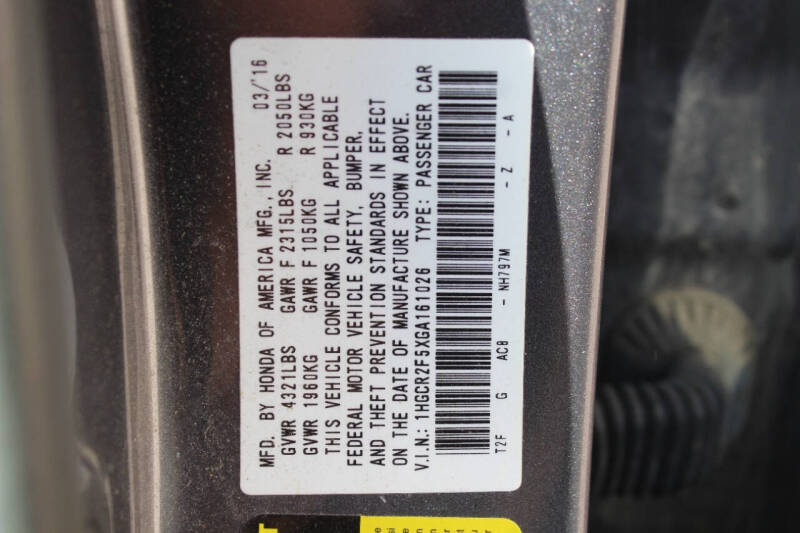 MFD. BY HONDA OF AMERICA MFG., INC. 03/'16
GVWR 4321LBS GAWR F 2315LBS R 2050LBS
GVWR 1960KG GAWR F 1050KG R 930KG
THIS VEHICLE CONFORMS TO ALL APPLICABLE
FEDERAL MOTOR VEHICLE SAFETY, BUMPER,
AND THEFT PREVENTION STANDARDS IN EFFECT
ON THE DATE OF MANUFACTURE SHOWN ABOVE.
V.I.N.: 1HGCR2F5XGA161026 TYPE: PASSENGER CAR
T2F G AC8 - NH797M - Z - A